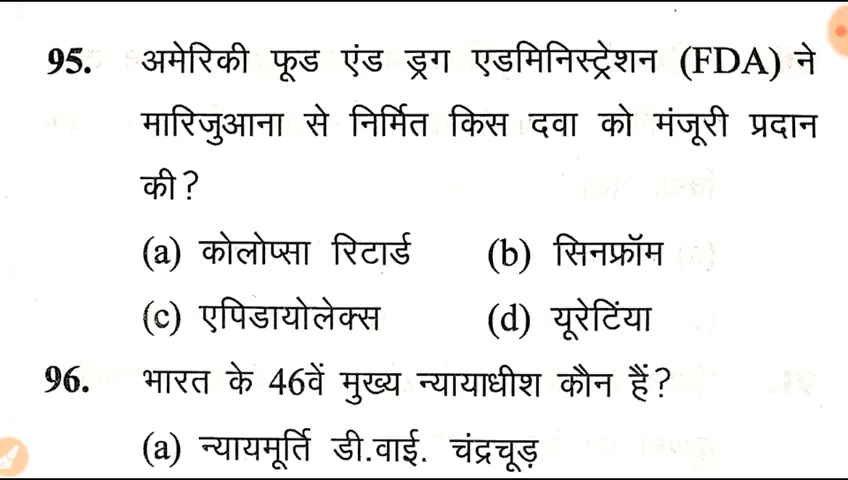 95. अमेरिकी फूड एंड ड्रग एडमिनिस्ट्रेशन (FDA) ने
मारिजुआना से निर्मित किस दवा को मंजूरी प्रदान
की?
(a) कोलोप्सा रिटार्ड (b) सिनफ्रॉम
(c) एपिडायोलेक्स (d) यूरेटिंया
96. भारत के 46वें मुख्य न्यायाधीश कौन हैं?
(a) न्यायमूर्ति डी.वाई. चंद्रचूड़